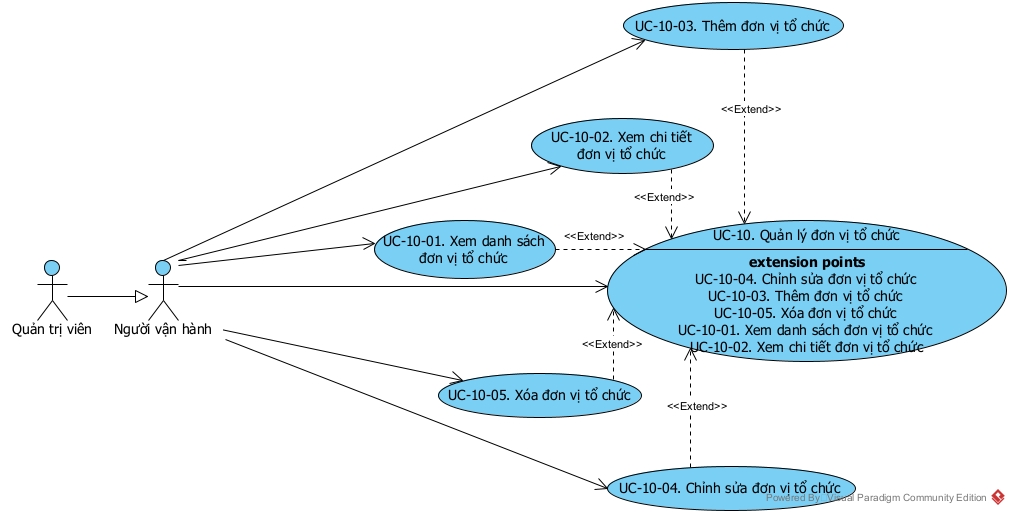 UC-10-03. Thêm đơn vị tổ chức
<<Extend>>
UC-10-02. Xem chi tiết
đơn vị tổ chức
<<Extend>>
UC-10-01. Xem danh sách
đơn vị tổ chức
<<Extend>>
UC-10. Quản lý đơn vị tổ chức
extension points
UC-10-04. Chỉnh sửa đơn vị tổ chức
UC-10-03. Thêm đơn vị tổ chức
UC-10-05. Xóa đơn vị tổ chức
UC-10-01. Xem danh sách đơn vị tổ chức
UC-10-02. Xem chi tiết đơn vị tổ chức
Quản trị viên
Người vận hành
<<Extend>>
UC-10-05. Xóa đơn vị tổ chức
<<Extend>>
UC-10-04. Chỉnh sửa đơn vị tổ chức
Powered By Visual Paradigm Community Edition